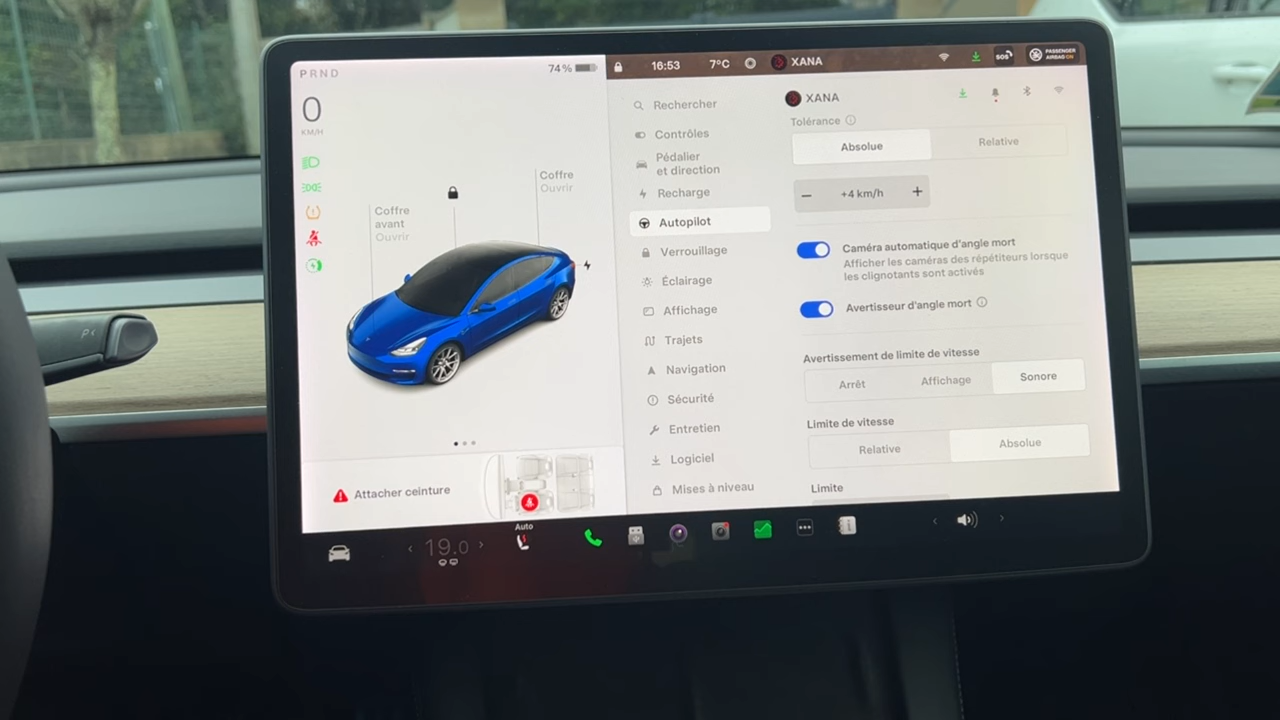 PRND
74%
0
KM/H
Coffre
Ouvrir
Coffre
avant
Ouvrir
Attacher ceinture
16:53
7°C
XANA
SOS
PASSENGER
AIRBAG ON
Rechercher
Contrôles
Pédalier
et direction
Recharge
Autopilot
Verrouillage
Éclairage
Affichage
Trajets
Navigation
Sécurité
Entretien
Logiciel
Mises à niveau
XANA
Tolérance
Absolue
Relative
− +4 km/h +
Caméra automatique d'angle mort
Afficher les caméras des répétiteurs lorsque
les clignotants sont activés
Avertisseur d'angle mort
Avertissement de limite de vitesse
Arrêt
Affichage
Sonore
Limite de vitesse
Relative
Absolue
Limite
19.0
Auto
P